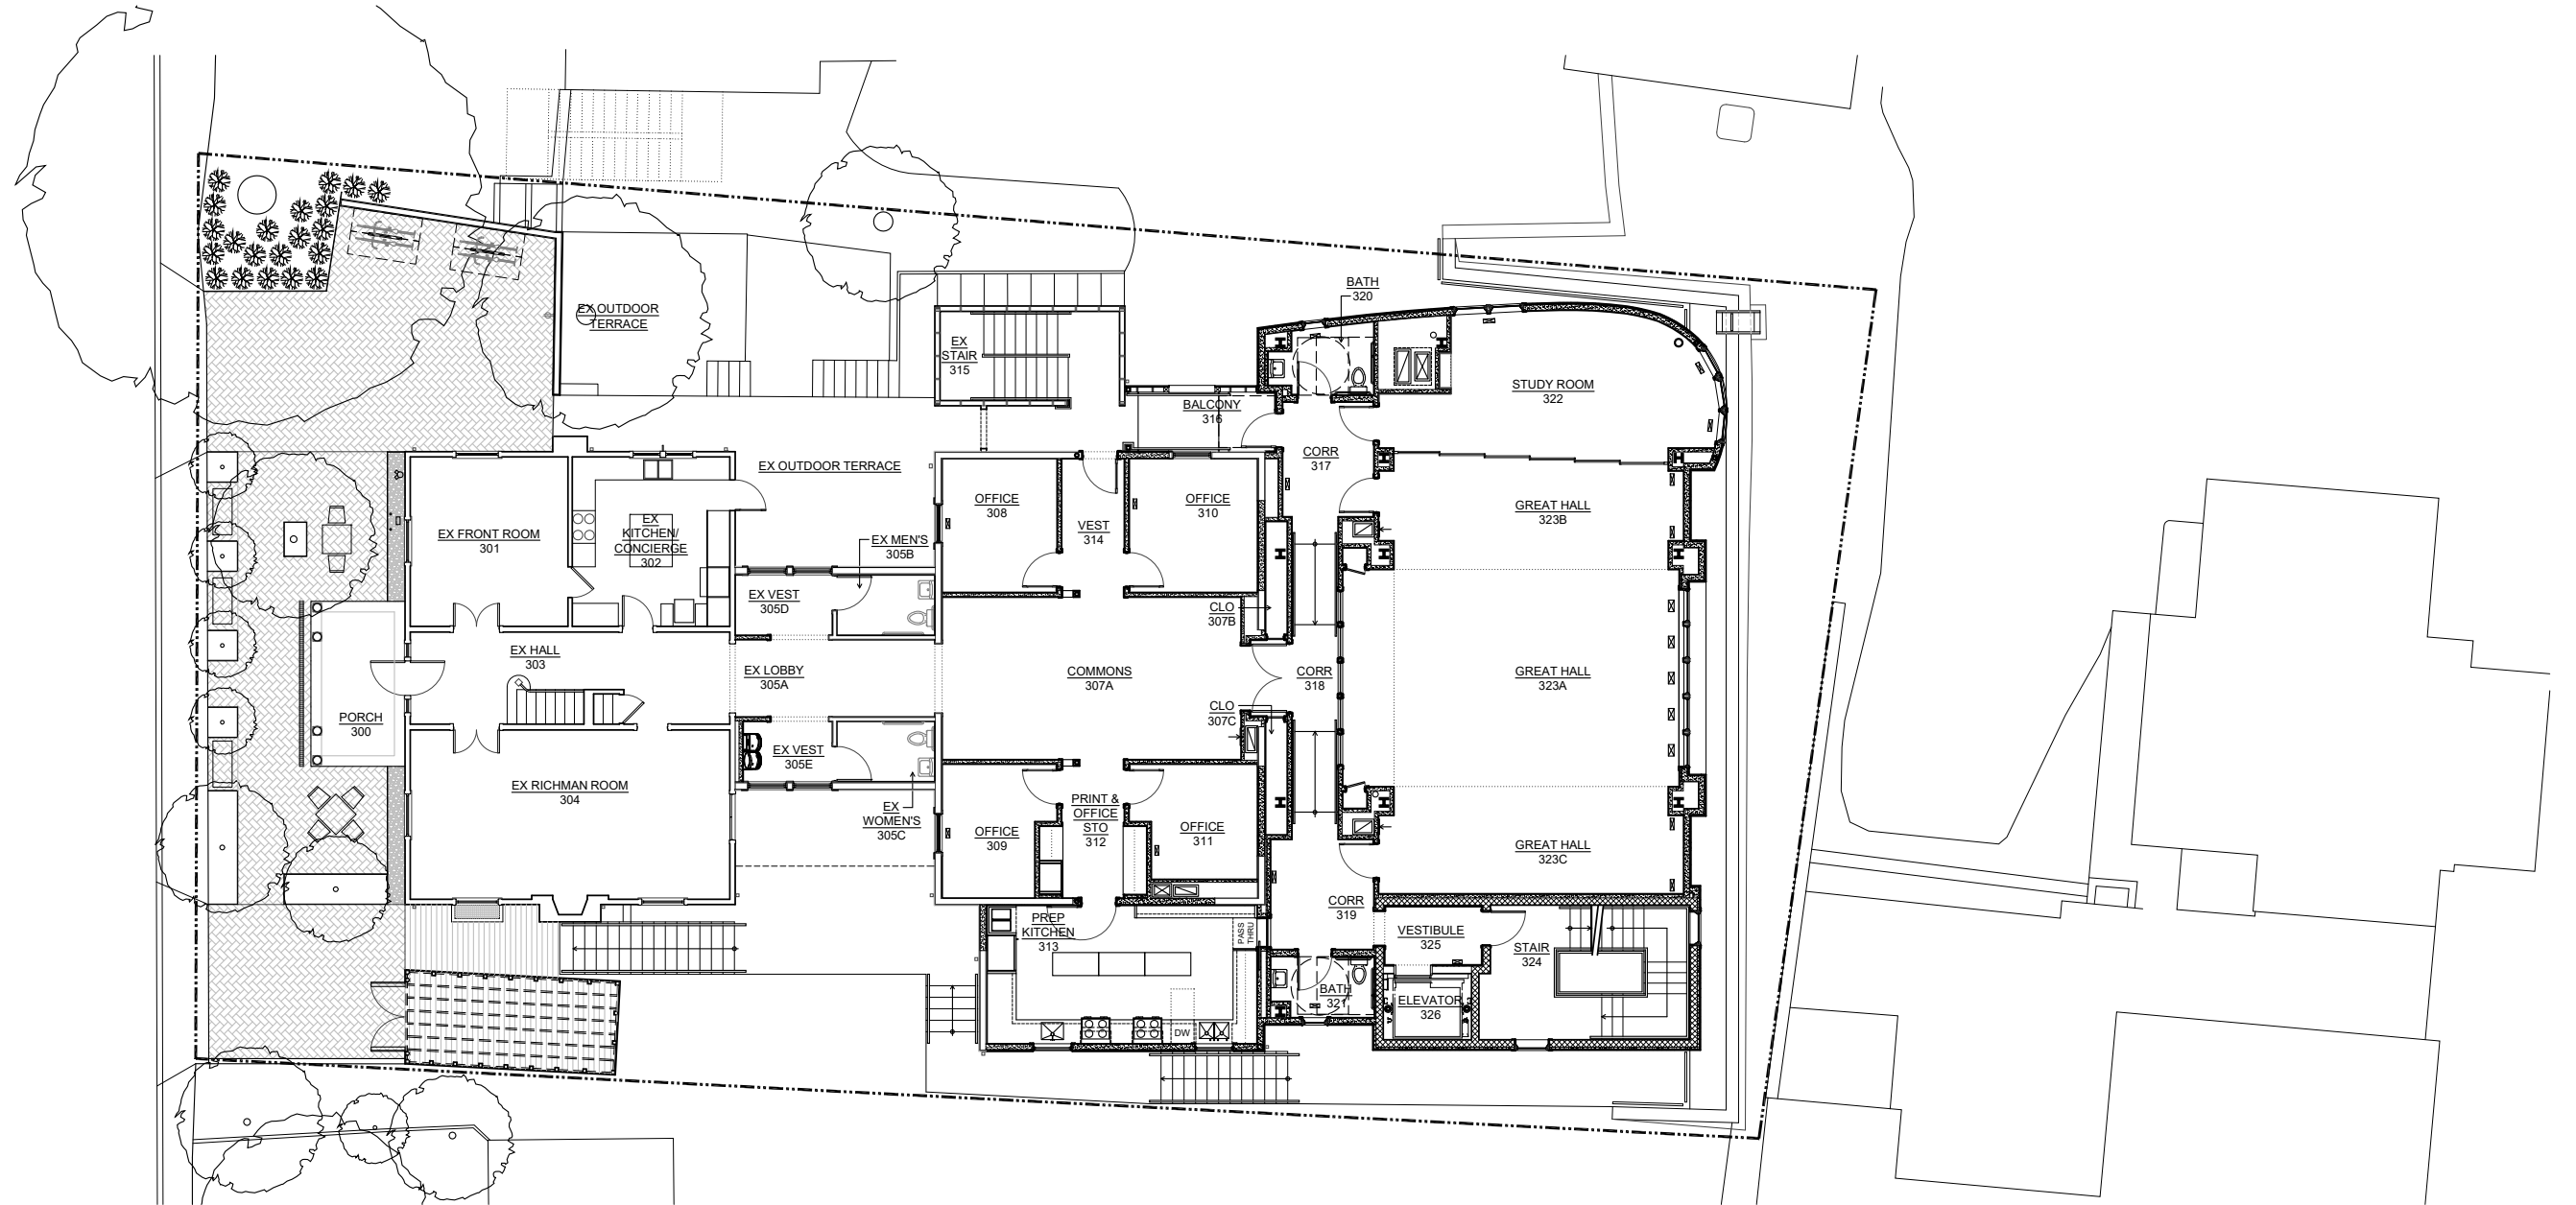 BATH
320
EX OUTDOOR
TERRACE
EX
STAIR
315
STUDY ROOM
322
BALCONY
316
CORR
317
EX OUTDOOR TERRACE
OFFICE
308
OFFICE
310
GREAT HALL
323B
EX FRONT ROOM
301
EX
KITCHEN/
CONCIERGE
302
VEST
314
EX MEN'S
305B
EX VEST
305D
CLO
307B
EX HALL
303
EX LOBBY
305A
COMMONS
307A
CORR
318
GREAT HALL
323A
PORCH
300
CLO
307C
EX VEST
305E
EX RICHMAN ROOM
304
EX
WOMEN'S
305C
PRINT &
OFFICE
STO
312
OFFICE
309
OFFICE
311
GREAT HALL
323C
CORR
319
PREP
KITCHEN
313
PASS
THRU
VESTIBULE
325
STAIR
324
BATH
321
ELEVATOR
326
DW